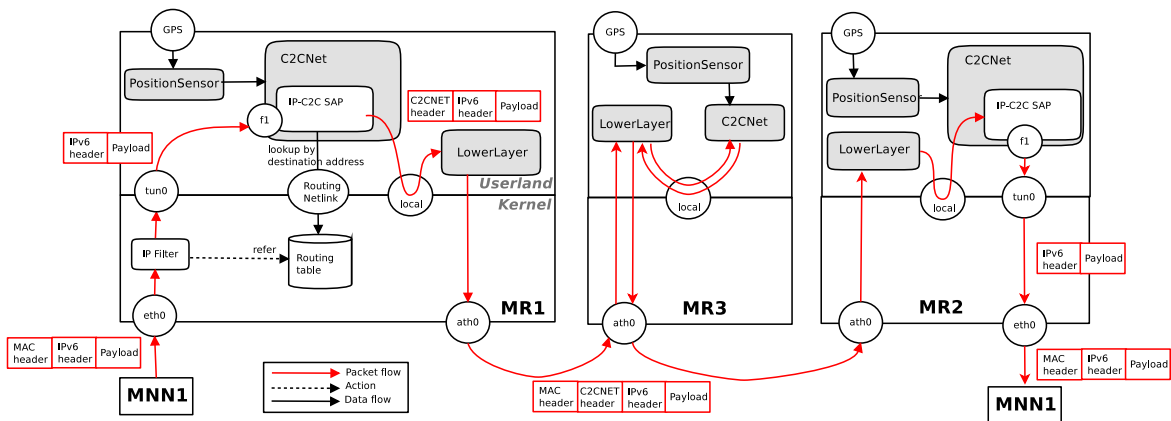 GPS
PositionSensor
C2CNet
IP-C2C SAP
f1
C2CNET
header
IPv6
header
Payload
LowerLayer
IPv6
header
Payload
lookup by
destination address
Userland
Kernel
tun0
Routing
Netlink
local
IP Filter
refer
Routing
table
eth0
MR1
ath0
MAC
header
IPv6
header
Payload
MNN1
Packet flow
Action
Data flow
GPS
PositionSensor
LowerLayer
C2CNet
local
MR3
ath0
MAC
header
C2CNET
header
IPv6
header
Payload
GPS
C2CNet
PositionSensor
IP-C2C SAP
f1
LowerLayer
local
tun0
IPv6
header
Payload
MR2
ath0
eth0
MAC
header
IPv6
header
Payload
MNN1